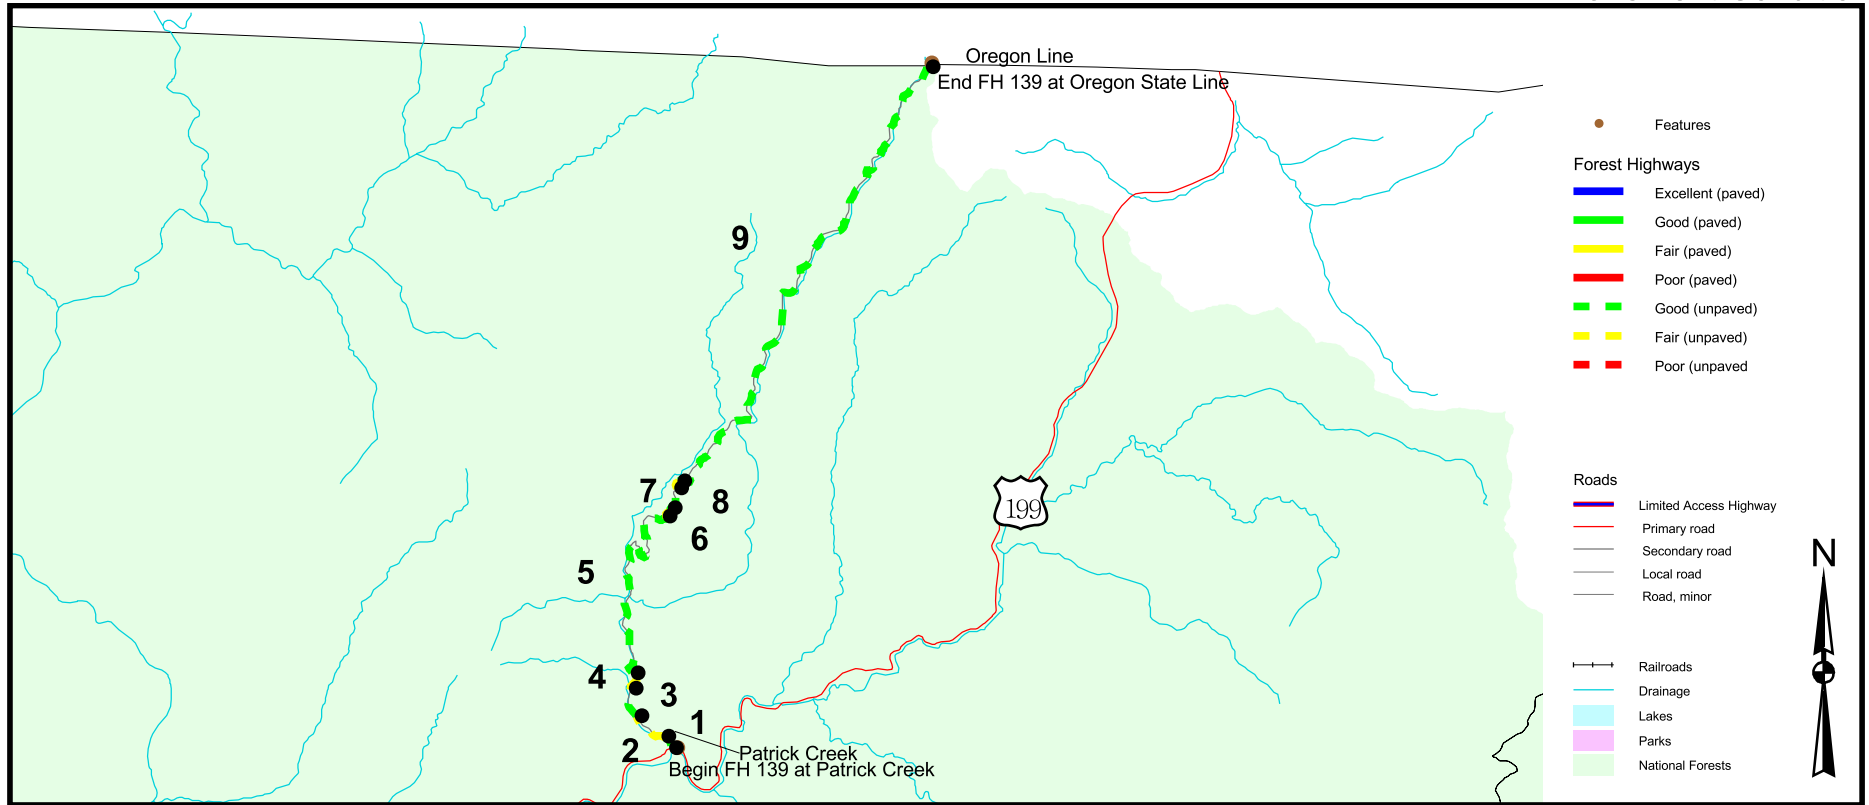 Oregon Line
End FH 139 at Oregon State Line
Features
Forest Highways
Excellent (paved)
Good (paved)
Fair (paved)
Poor (paved)
Good (unpaved)
Fair (unpaved)
Poor (unpaved
9
7
8
6
5
199
4
3
1
2
Patrick Creek
Begin FH 139 at Patrick Creek
Roads
Limited Access Highway
Primary road
Secondary road
Local road
Road, minor
N
Railroads
Drainage
Lakes
Parks
National Forests